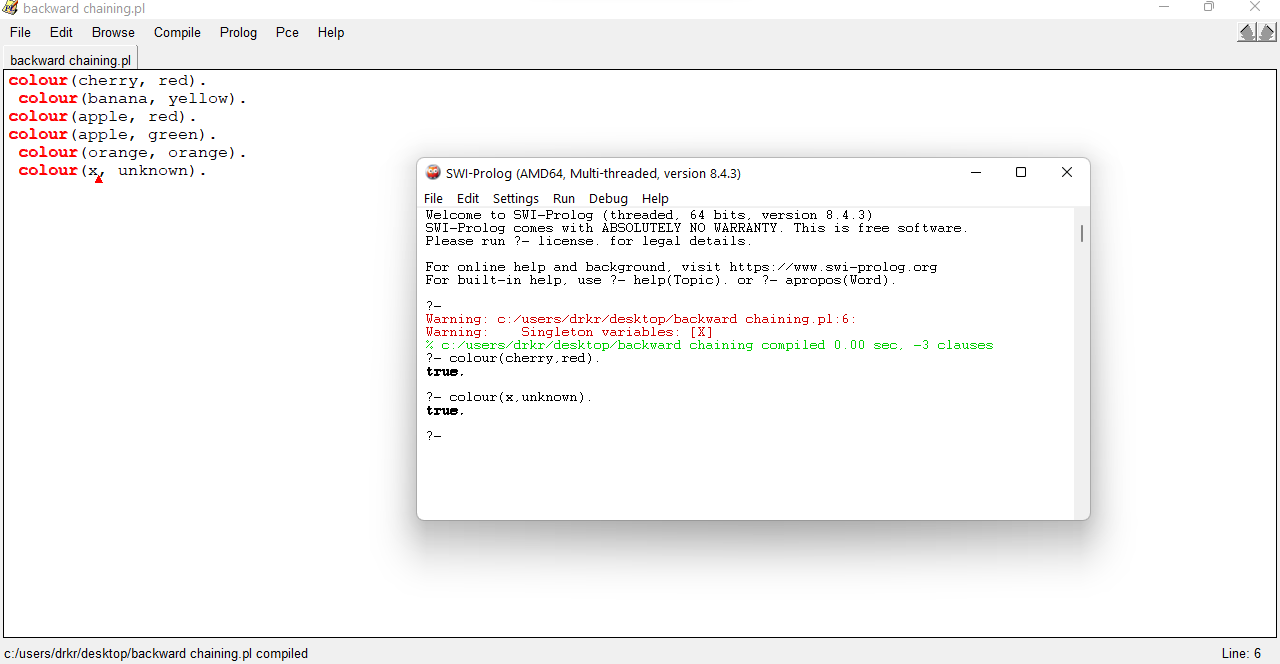 backward chaining.pl
File Edit Browse Compile Prolog Pce Help
backward chaining.pl
colour(cherry, red).
colour(banana, yellow).
colour(apple, red).
colour(apple, green).
colour(orange, orange).
colour(x, unknown).
SWI-Prolog (AMD64, Multi-threaded, version 8.4.3)
File Edit Settings Run Debug Help
Welcome to SWI-Prolog (threaded, 64 bits, version 8.4.3)
SWI-Prolog comes with ABSOLUTELY NO WARRANTY. This is free software.
Please run ?- license. for legal details.
For online help and background, visit https://www.swi-prolog.org
For built-in help, use ?- help(Topic). or ?- apropos(Word).
?-
Warning: c:/users/drkr/desktop/backward chaining.pl:6:
Warning:    Singleton variables: [X]
% c:/users/drkr/desktop/backward chaining compiled 0.00 sec, -3 clauses
?- colour(cherry,red).
true.
?- colour(x,unknown).
true.
?-
c:/users/drkr/desktop/backward chaining.pl compiled
Line: 6